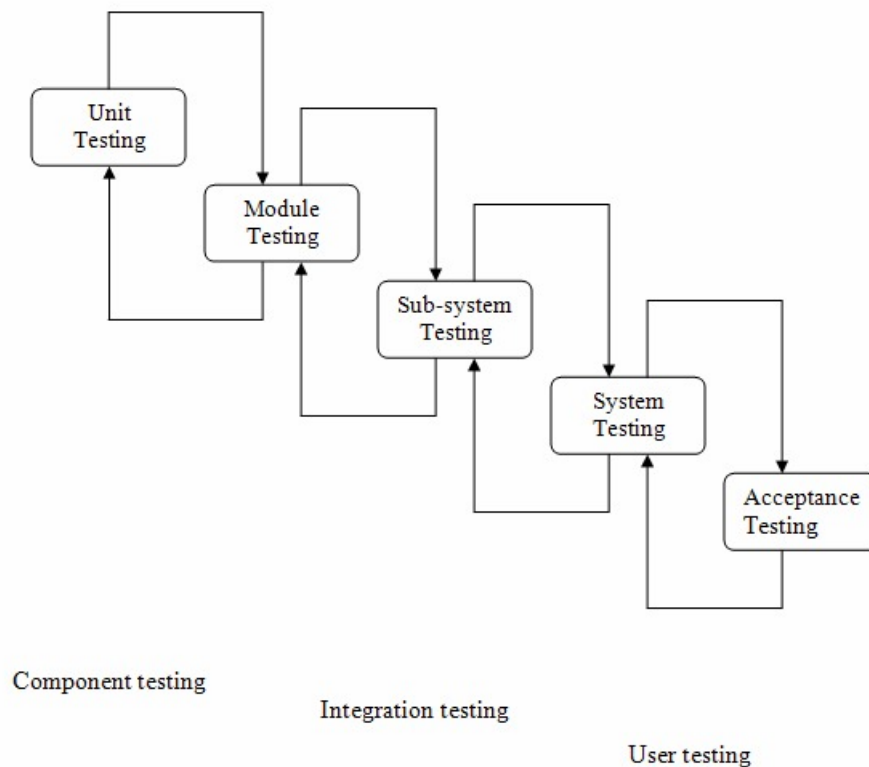 Unit
Testing
Module
Testing
Sub-system
Testing
System
Testing
Acceptance
Testing
Component testing
Integration testing
User testing